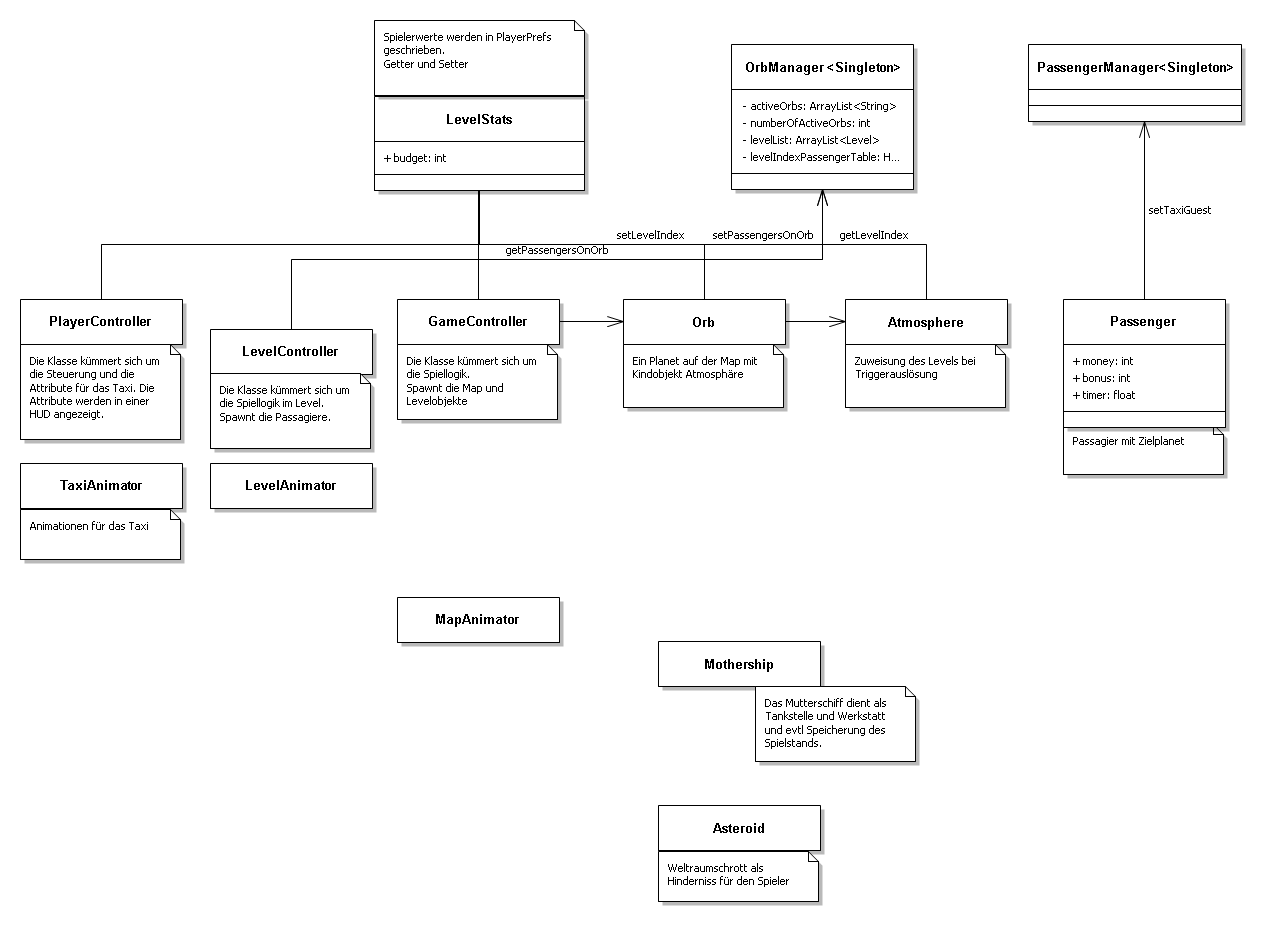 Spielerwerte werden in PlayerPrefs
geschrieben.
Getter und Setter
LevelStats
+ budget: int
OrbManager <Singleton>
- activeOrbs: ArrayList<String>
- numberOfActiveOrbs: int
- levelList: ArrayList<Level>
- levelIndexPassengerTable: H...
PassengerManager<Singleton>
setTaxiGuest
setLevelIndex
setPassengersOnOrb
getLevelIndex
getPassengersOnOrb
PlayerController
Die Klasse kümmert sich um
die Steuerung und die
Attribute für das Taxi. Die
Attribute werden in einer
HUD angezeigt.
LevelController
Die Klasse kümmert sich um
die Spiellogik im Level.
Spawnt die Passagiere.
GameController
Die Klasse kümmert sich um
die Spiellogik.
Spawnt die Map und
Levelobjekte
Orb
Ein Planet auf der Map mit
Kindobjekt Atmosphäre
Atmosphere
Zuweisung des Levels bei
Triggerauslösung
Passenger
+ money: int
+ bonus: int
+ timer: float
Passagier mit Zielplanet
TaxiAnimator
Animationen für das Taxi
LevelAnimator
MapAnimator
Mothership
Das Mutterschiff dient als
Tankstelle und Werkstatt
und evtl Speicherung des
Spielstands.
Asteroid
Weltraumschrott als
Hinderniss für den Spieler